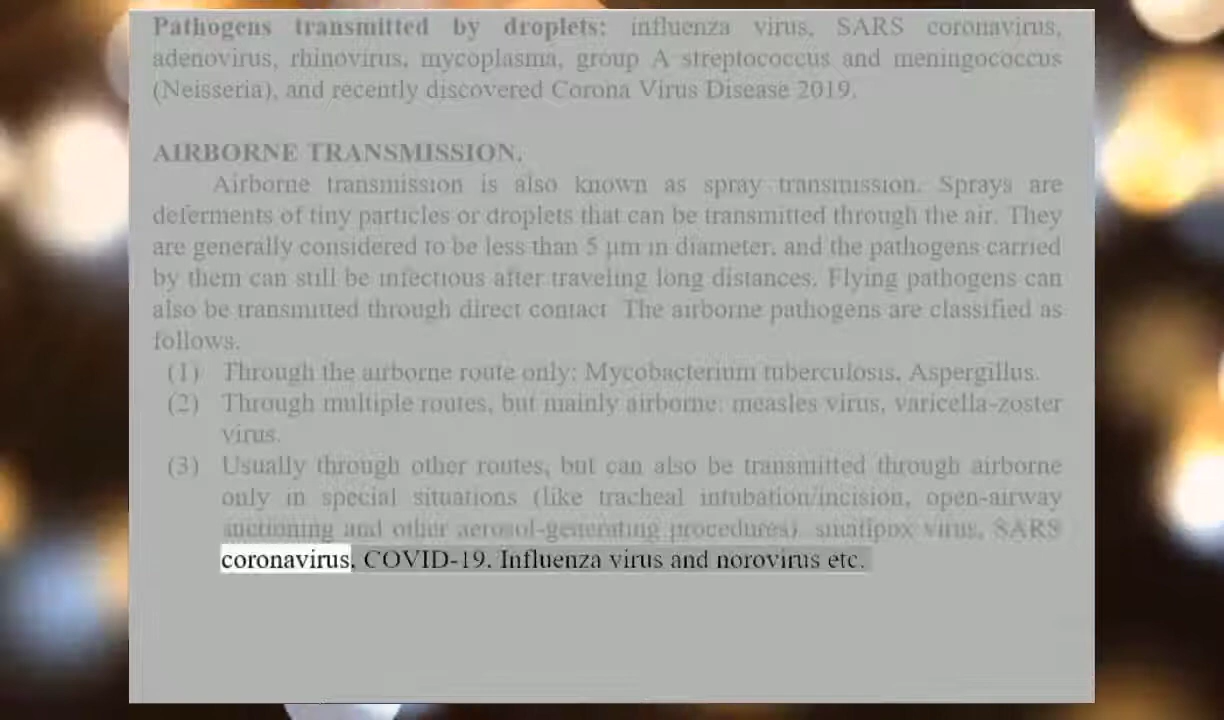 Pathogens transmitted by droplets: influenza virus, SARS coronavirus,
adenovirus, rhinovirus, mycoplasma, group A streptococcus and meningococcus
(Neisseria), and recently discovered Corona Virus Disease 2019.
AIRBORNE TRANSMISSION.
Airborne transmission is also known as spray transmission. Sprays are
deferments of tiny particles or droplets that can be transmitted through the air. They
are generally considered to be less than 5 μm in diameter, and the pathogens carried
by them can still be infectious after traveling long distances. Flying pathogens can
also be transmitted through direct contact. The airborne pathogens are classified as
follows.
(1) Through the airborne route only: Mycobacterium tuberculosis, Aspergillus.
(2) Through multiple routes, but mainly airborne: measles virus, varicella-zoster
virus.
(3) Usually through other routes, but can also be transmitted through airborne
only in special situations (like tracheal intubation/incision, open-airway
suctioning and other aerosol-generating procedures), smallpox virus, SARS
coronavirus, COVID-19. Influenza virus and norovirus etc.